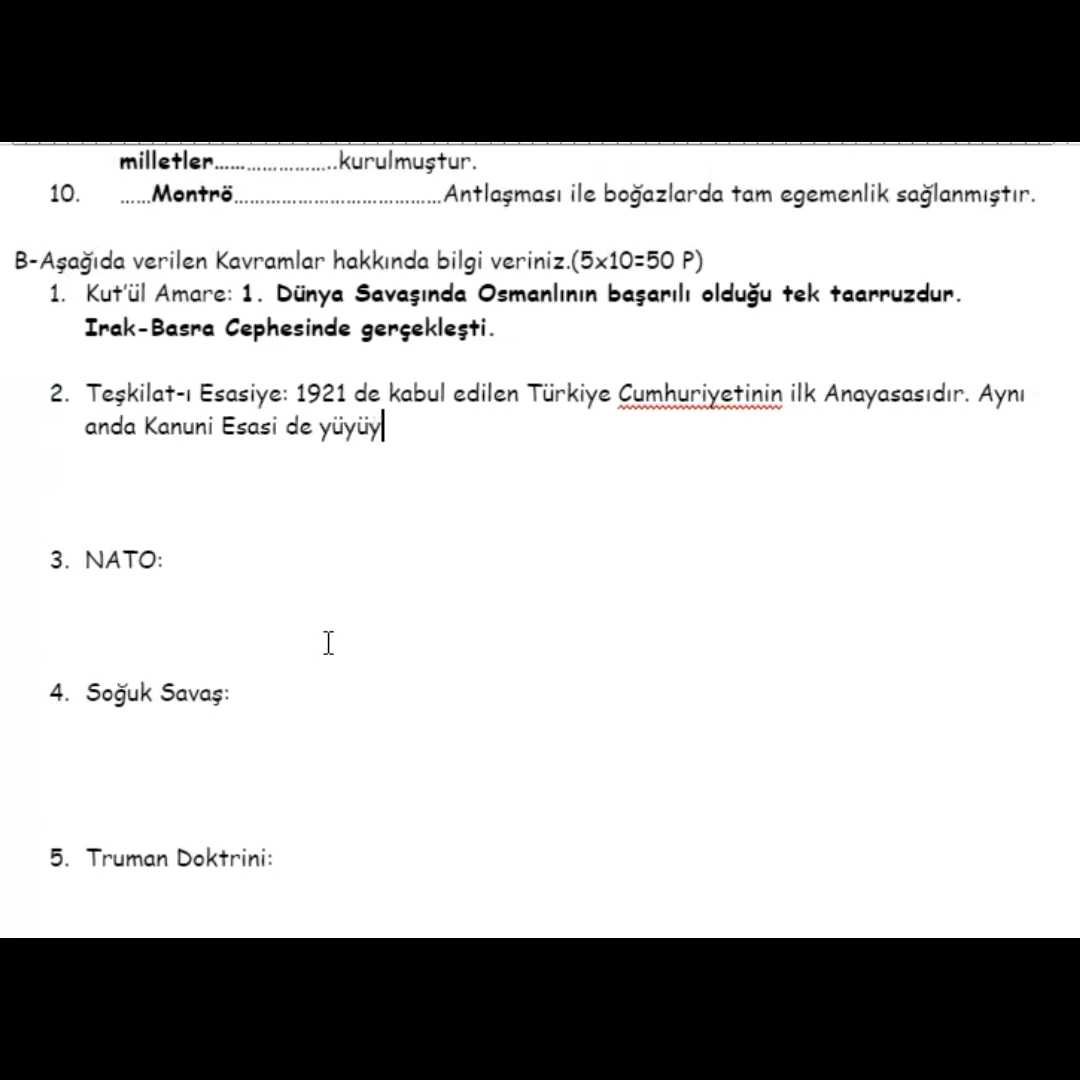 milletler.......................kurulmuştur.
10. ......Montrö.......................................Antlaşması ile boğazlarda tam egemenlik sağlanmıştır.
B-Aşağıda verilen Kavramlar hakkında bilgi veriniz.(5x10=50 P)
1. Kut'ül Amare: 1. Dünya Savaşında Osmanlının başarılı olduğu tek taarruzdur.
Irak-Basra Cephesinde gerçekleşti.
2. Teşkilat-ı Esasiye: 1921 de kabul edilen Türkiye Cumhuriyetinin ilk Anayasasıdır. Aynı
anda Kanuni Esasi de yüyüy
3. NATO:
4. Soğuk Savaş:
5. Truman Doktrini: